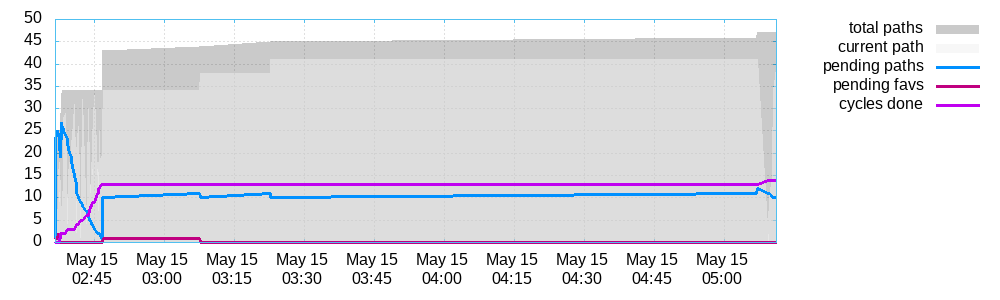 50
45
40
35
30
25
20
15
10
5
0
May 15 02:45
May 15 03:00
May 15 03:15
May 15 03:30
May 15 03:45
May 15 04:00
May 15 04:15
May 15 04:30
May 15 04:45
May 15 05:00
total paths
current path
pending paths
pending favs
cycles done